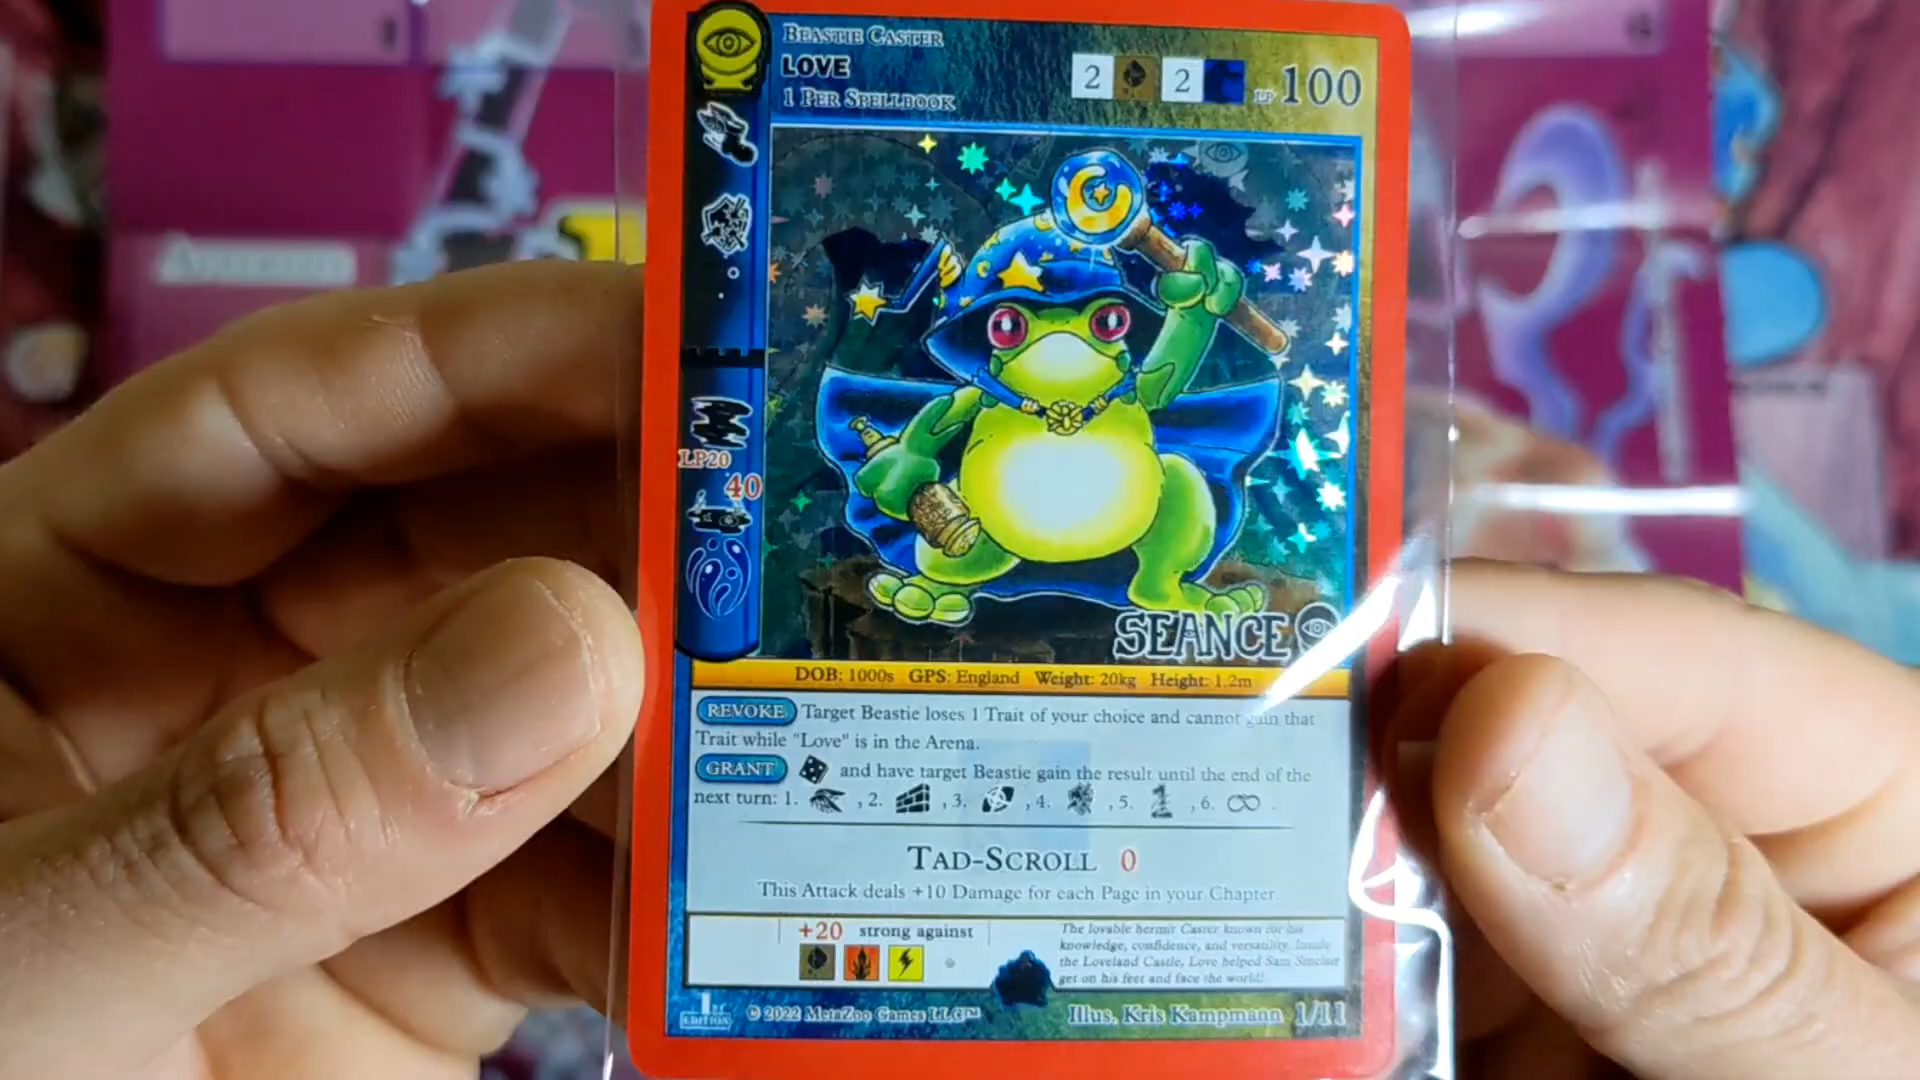 BEASTIE CASTER
LOVE
1 PER SPELLBOOK
2 2 LP 100
LP20
40
SEANCE
DOB: 1000s GPS: England Weight: 20kg Height: 1.2m
REVOKE Target Beastie loses 1 Trait of your choice and cannot gain that
Trait while "Love" is in the Arena.
GRANT and have target Beastie gain the result until the end of the
next turn: 1. , 2. , 3. , 4. , 5. , 6. .
TAD-SCROLL 0
This Attack deals +10 Damage for each Page in your Chapter.
+20 strong against
The lovable hermit Caster known for his
knowledge, confidence, and versatility. Inside
the Loveland Castle, Love helped Sam Sinclair
get on his feet and face the world!
1ST EDITION
© 2022 MetaZoo Games LLC™
Illus. Kris Kampmann 1/11